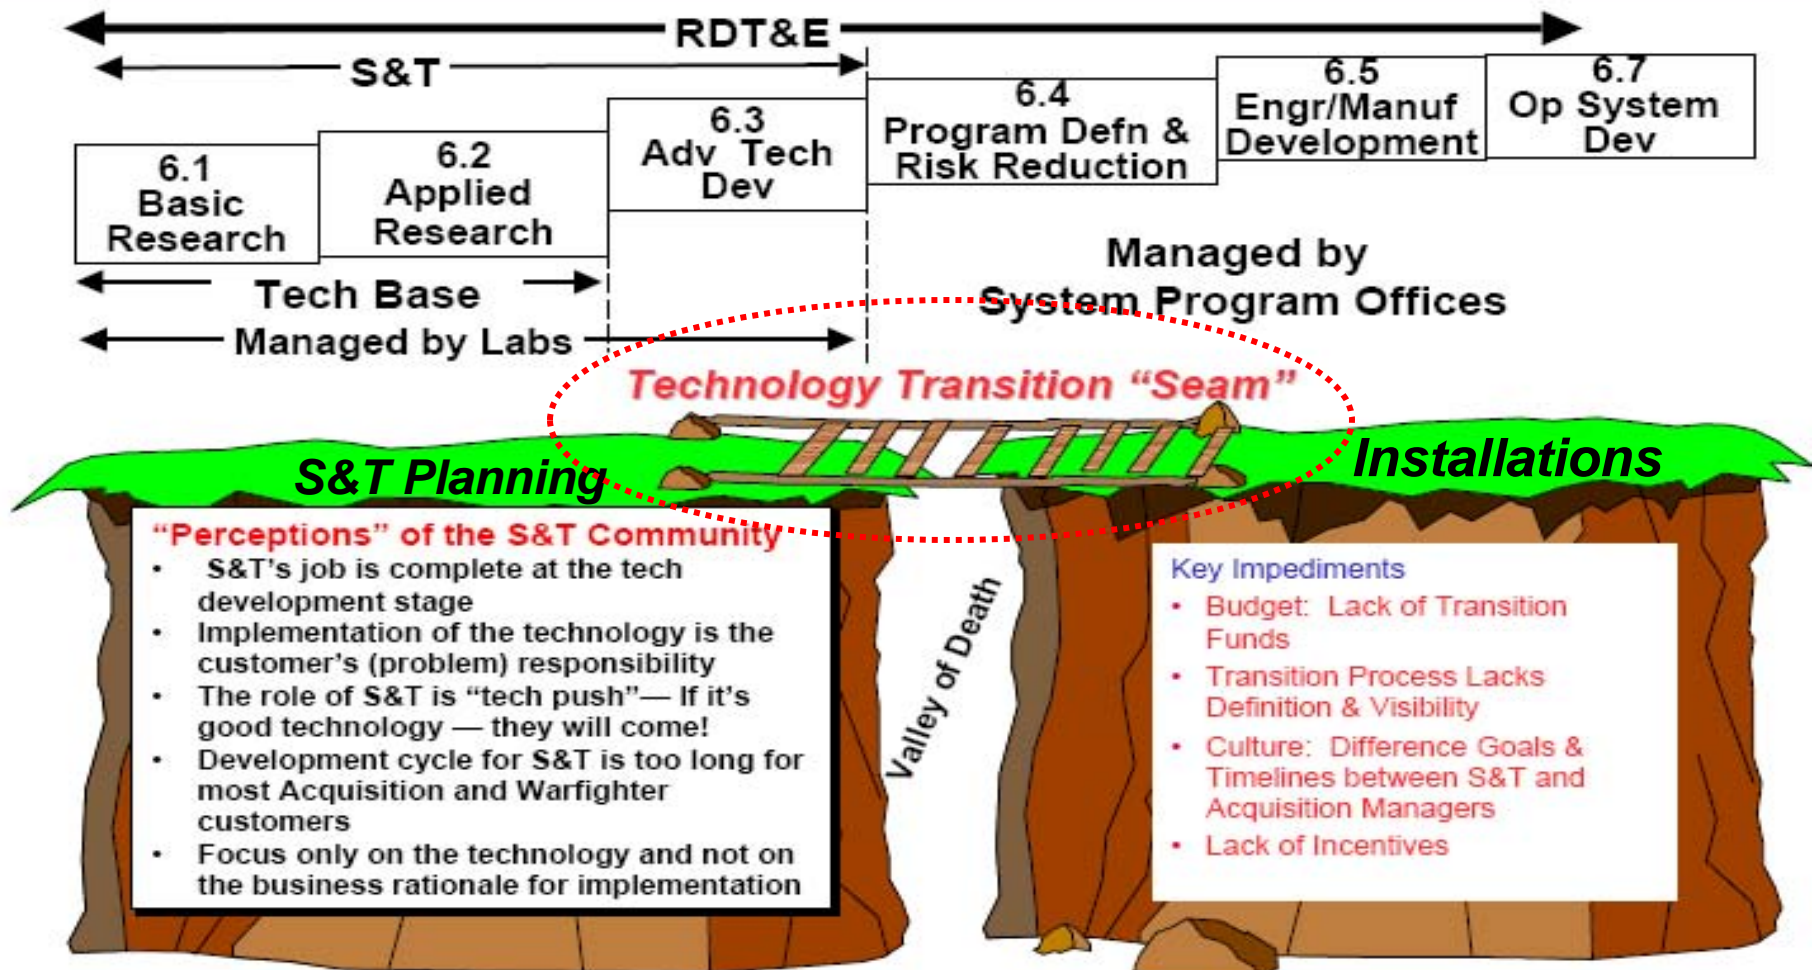 RDT&E
S&T
6.1
Basic
Research
6.2
Applied
Research
6.3
Adv Tech
Dev
6.4
Program Defn &
Risk Reduction
6.5
Engr/Manuf
Development
6.7
Op System
Dev
Tech Base
Managed by Labs
Managed by
System Program Offices
Technology Transition “Seam”
S&T Planning
Installations
“Perceptions” of the S&T Community
• S&T’s job is complete at the tech
development stage
• Implementation of the technology is the
customer’s (problem) responsibility
• The role of S&T is “tech push”— If it’s
good technology — they will come!
• Development cycle for S&T is too long for
most Acquisition and Warfighter
customers
• Focus only on the technology and not on
the business rationale for implementation
Valley of Death
Key Impediments
• Budget: Lack of Transition
Funds
• Transition Process Lacks
Definition & Visibility
• Culture: Difference Goals &
Timelines between S&T and
Acquisition Managers
• Lack of Incentives